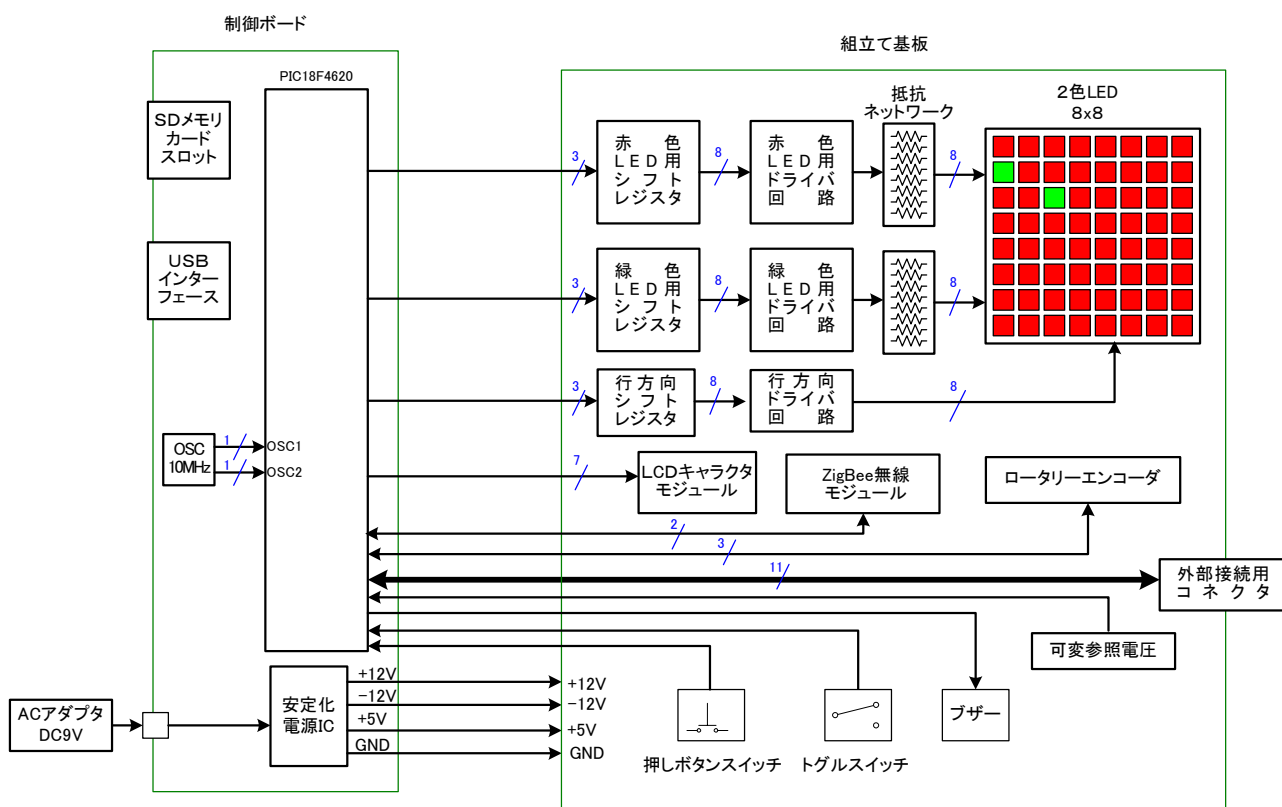 制御ボード
組立て基板
PIC18F4620
SDメモリ
カード
スロット
USB
インター
フェース
OSC
10MHz
1
1
OSC1
OSC2
3
赤色
LED用
シフト
レジスタ
8
赤色
LED用
ドライバ
回路
抵抗
ネットワーク
8
2色LED
8x8
3
緑色
LED用
シフト
レジスタ
8
緑色
LED用
ドライバ
回路
8
3
行方向
シフト
レジスタ
8
行方向
ドライバ
回路
8
7
LCDキャラクタ
モジュール
ZigBee無線
モジュール
ロータリーエンコーダ
2
3
11
外部接続用
コネクタ
可変参照電圧
ACアダプタ
DC9V
安定化
電源IC
+12V
-12V
+5V
GND
+12V
-12V
+5V
GND
押しボタンスイッチ
トグルスイッチ
ブザー